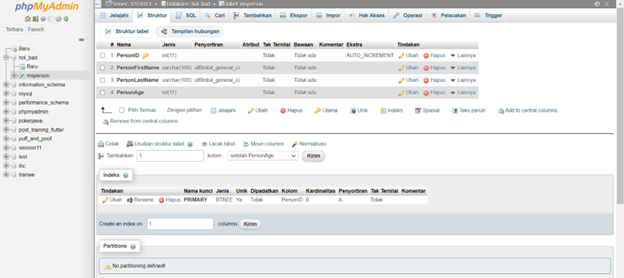 phpMyAdmin
Server: 127.0.0.1 » Database: hol_bad » Tabel: msperson
Jelajahi Struktur SQL Cari Tambahkan Ekspor Impor Hak Akses Operasi Pelacakan Trigger
Terbaru Favorit
Baru
hol_bad
Baru
msperson
information_schema
mysql
performance_schema
phpmyadmin
pokerjawa
post_training_flutter
puff_and_poof
session11
test
thc
trainee
Struktur tabel Tampilan hubungan
# Nama Jenis Penyortiran Atribut Tak Ternilai Bawaan Komentar Ekstra Tindakan
1 PersonID int(11) Tidak Tidak ada AUTO_INCREMENT Ubah Hapus Lainnya
2 PersonFirstName varchar(100) utf8mb4_general_ci Tidak Tidak ada Ubah Hapus Lainnya
3 PersonLastName varchar(100) utf8mb4_general_ci Tidak Tidak ada Ubah Hapus Lainnya
4 PersonAge int(11) Tidak Tidak ada Ubah Hapus Lainnya
Pilih Semua Dengan pilihan: Jelajahi Ubah Hapus Utama Unik Indeks Spasial Teks penuh Add to central columns
Remove from central columns
Cetak Usulkan struktur tabel Lacak tabel Move columns Normalisasi
Tambahkan 1 kolom setelah PersonAge Kirim
Indeks
Tindakan Nama kunci Jenis Unik Dipadatkan Kolom Kardinalitas Penyortiran Tak Ternilai Komentar
Ubah Rename Hapus PRIMARY BTREE Ya Tidak PersonID 0 A Tidak
Create an index on 1 columns Kirim
Partitions
No partitioning defined!